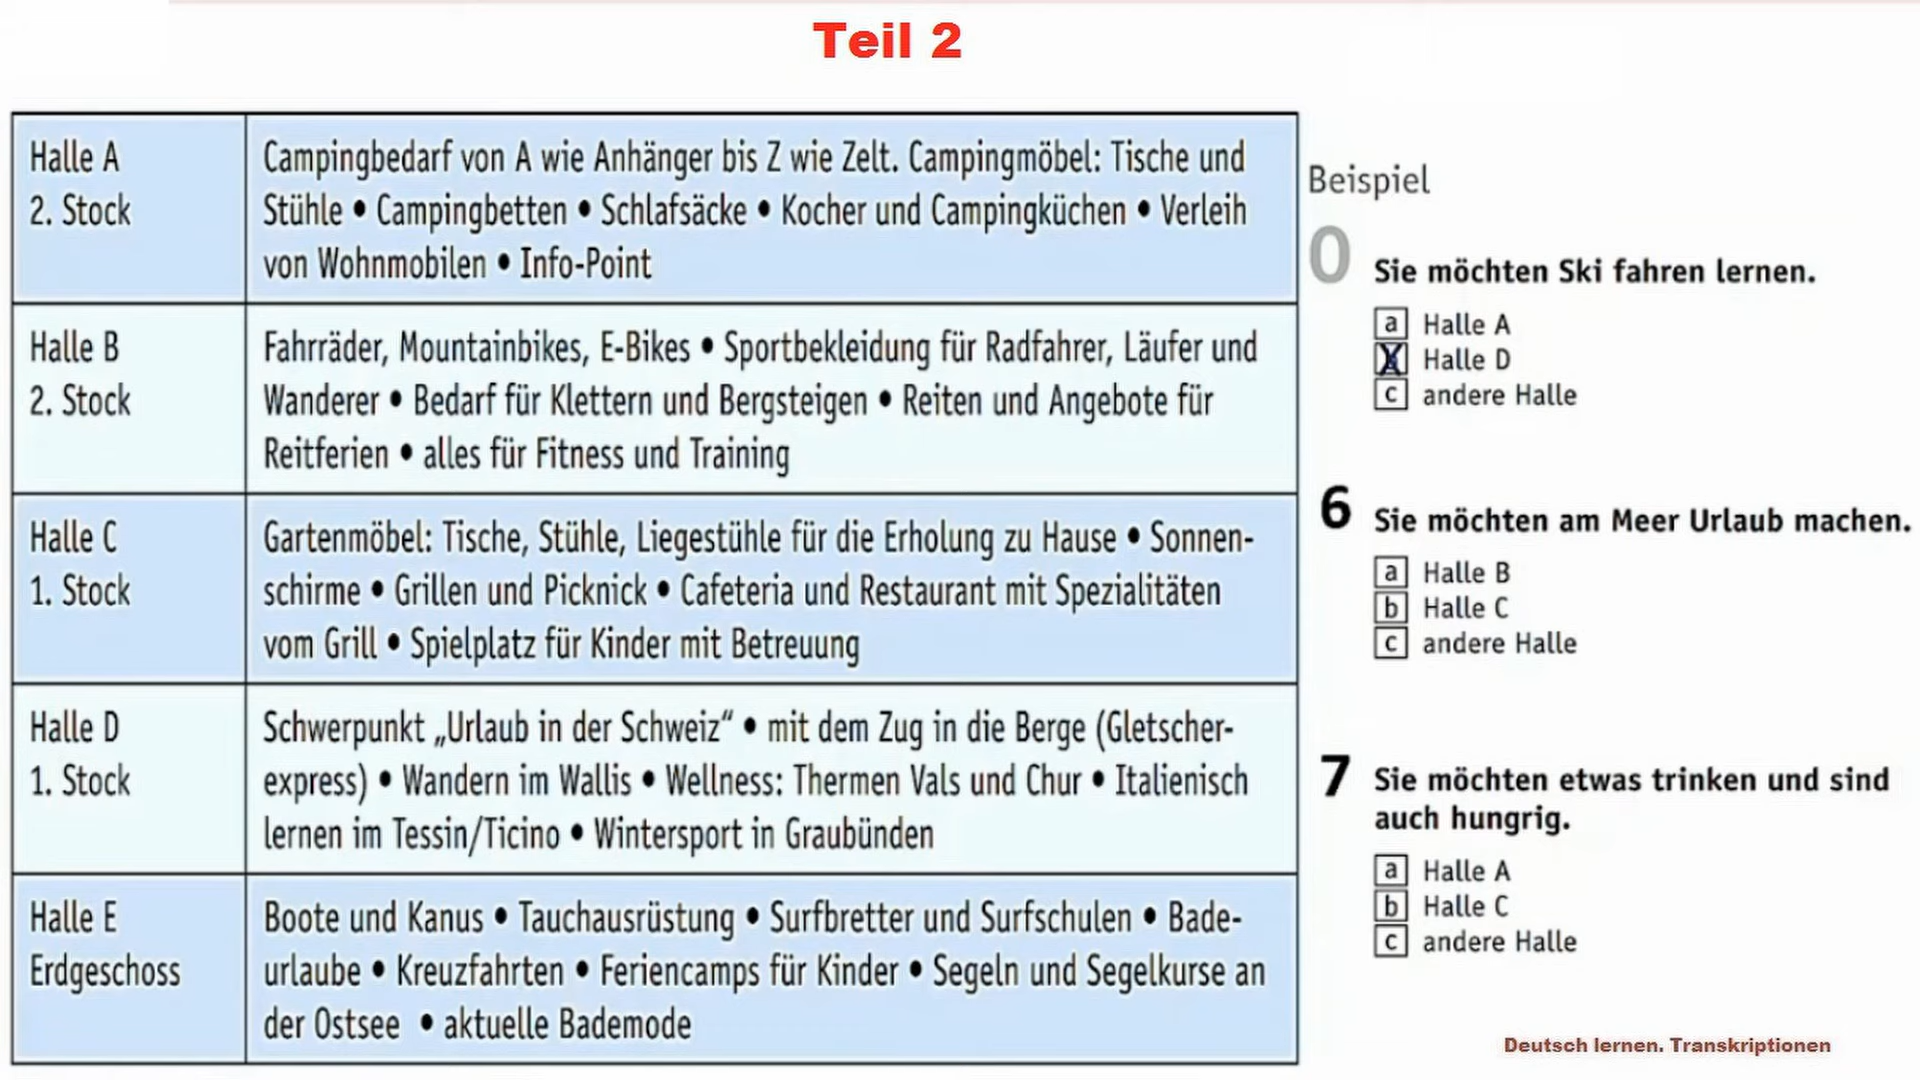 Teil 2
Halle A
2. Stock
Campingbedarf von A wie Anhänger bis Z wie Zelt. Campingmöbel: Tische und
Stühle • Campingbetten • Schlafsäcke • Kocher und Campingküchen • Verleih
von Wohnmobilen • Info-Point
Halle B
2. Stock
Fahrräder, Mountainbikes, E-Bikes • Sportbekleidung für Radfahrer, Läufer und
Wanderer • Bedarf für Klettern und Bergsteigen • Reiten und Angebote für
Reitferien • alles für Fitness und Training
Halle C
1. Stock
Gartenmöbel: Tische, Stühle, Liegestühle für die Erholung zu Hause • Sonnen-
schirme • Grillen und Picknick • Cafeteria und Restaurant mit Spezialitäten
vom Grill • Spielplatz für Kinder mit Betreuung
Halle D
1. Stock
Schwerpunkt „Urlaub in der Schweiz“ • mit dem Zug in die Berge (Gletscher-
express) • Wandern im Wallis • Wellness: Thermen Vals und Chur • Italienisch
lernen im Tessin/Ticino • Wintersport in Graubünden
Halle E
Erdgeschoss
Boote und Kanus • Tauchausrüstung • Surfbretter und Surfschulen • Bade-
urlaube • Kreuzfahrten • Feriencamps für Kinder • Segeln und Segelkurse an
der Ostsee • aktuelle Bademode
Beispiel
0 Sie möchten Ski fahren lernen.
a Halle A
X Halle D
c andere Halle
6 Sie möchten am Meer Urlaub machen.
a Halle B
b Halle C
c andere Halle
7 Sie möchten etwas trinken und sind
auch hungrig.
a Halle A
b Halle C
c andere Halle
Deutsch lernen. Transkriptionen